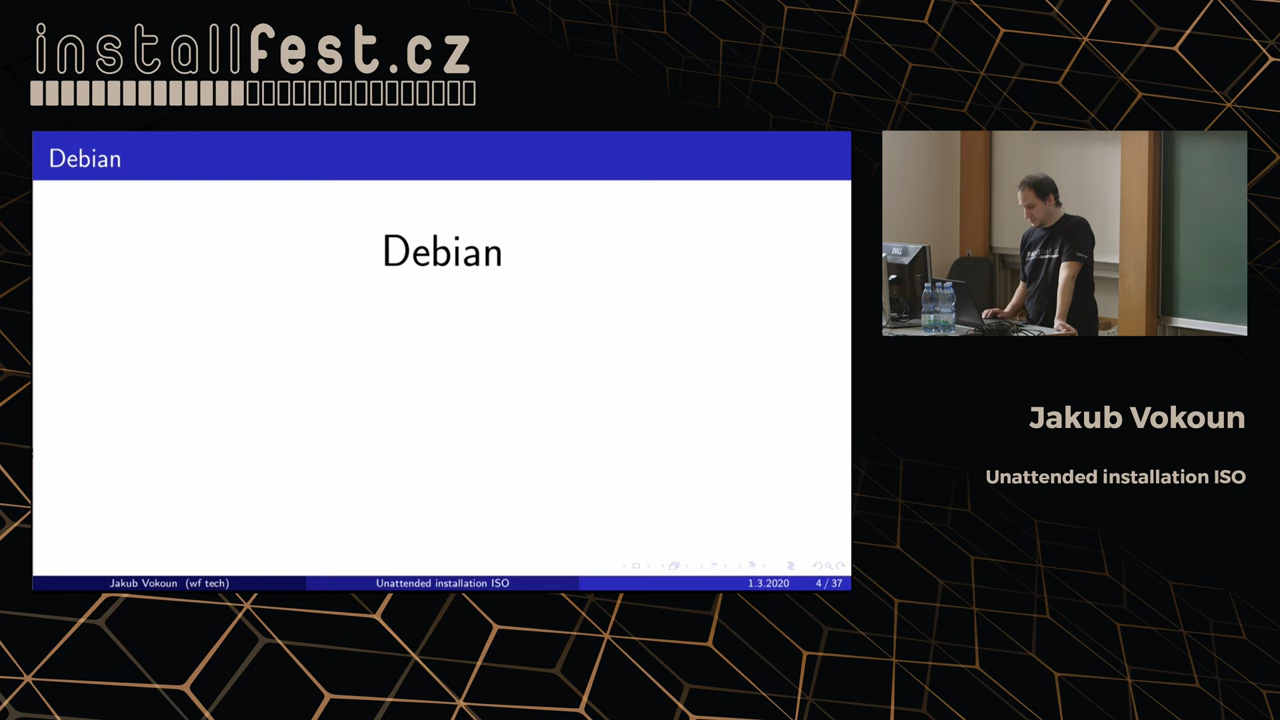 installfest.cz
Debian
Debian
Jakub Vokoun (wf tech)
Unattended installation ISO
1.3.2020
4 / 37
DELL
Jakub Vokoun
Unattended installation ISO